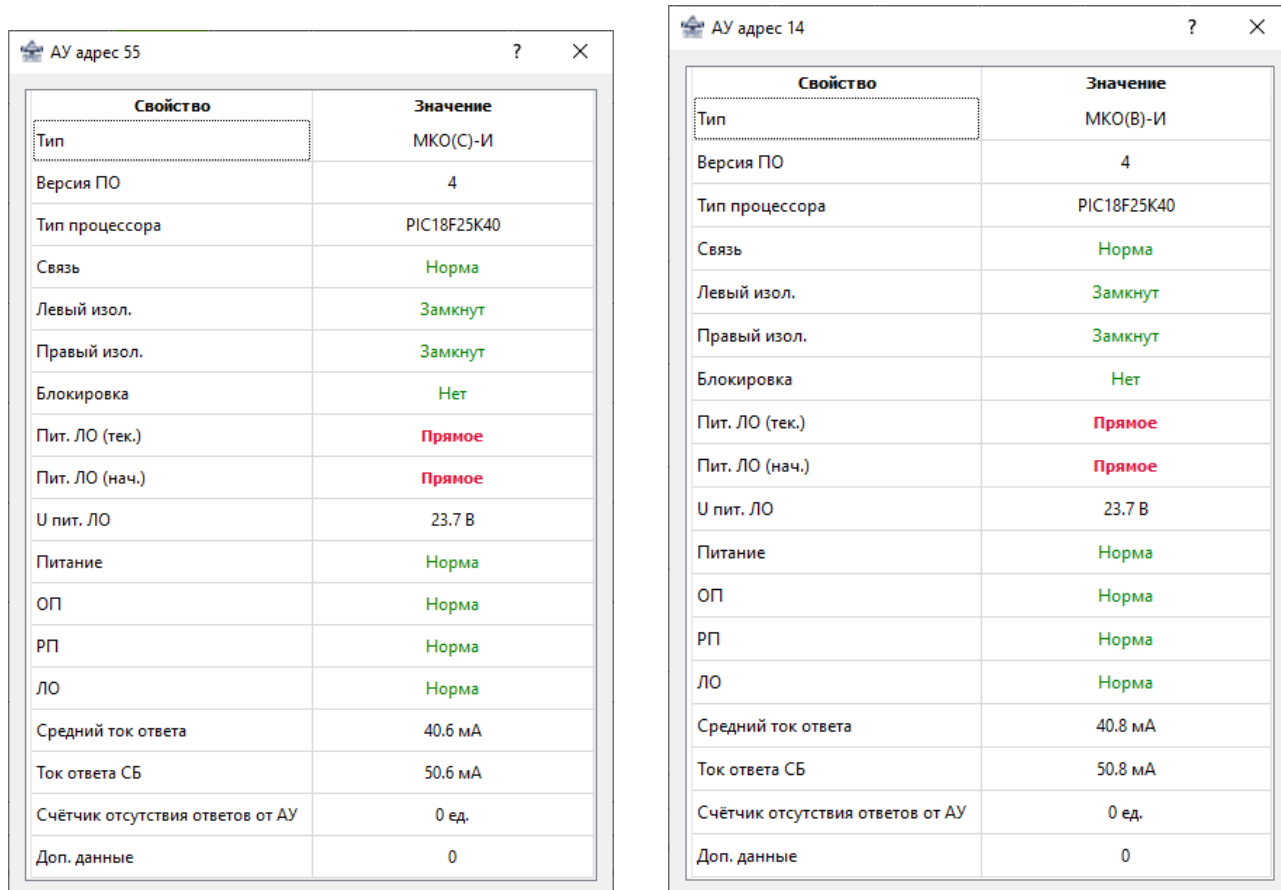 АУ адрес 55 ? ×
Свойство Значение
Тип МКО(С)-И
Версия ПО 4
Тип процессора PIC18F25K40
Связь Норма
Левый изол. Замкнут
Правый изол. Замкнут
Блокировка Нет
Пит. ЛО (тек.) Прямое
Пит. ЛО (нач.) Прямое
U пит. ЛО 23.7 В
Питание Норма
ОП Норма
РП Норма
ЛО Норма
Средний ток ответа 40.6 мА
Ток ответа СБ 50.6 мА
Счётчик отсутствия ответов от АУ 0 ед.
Доп. данные 0
АУ адрес 14 ? ×
Свойство Значение
Тип МКО(В)-И
Версия ПО 4
Тип процессора PIC18F25K40
Связь Норма
Левый изол. Замкнут
Правый изол. Замкнут
Блокировка Нет
Пит. ЛО (тек.) Прямое
Пит. ЛО (нач.) Прямое
U пит. ЛО 23.7 В
Питание Норма
ОП Норма
РП Норма
ЛО Норма
Средний ток ответа 40.8 мА
Ток ответа СБ 50.8 мА
Счётчик отсутствия ответов от АУ 0 ед.
Доп. данные 0